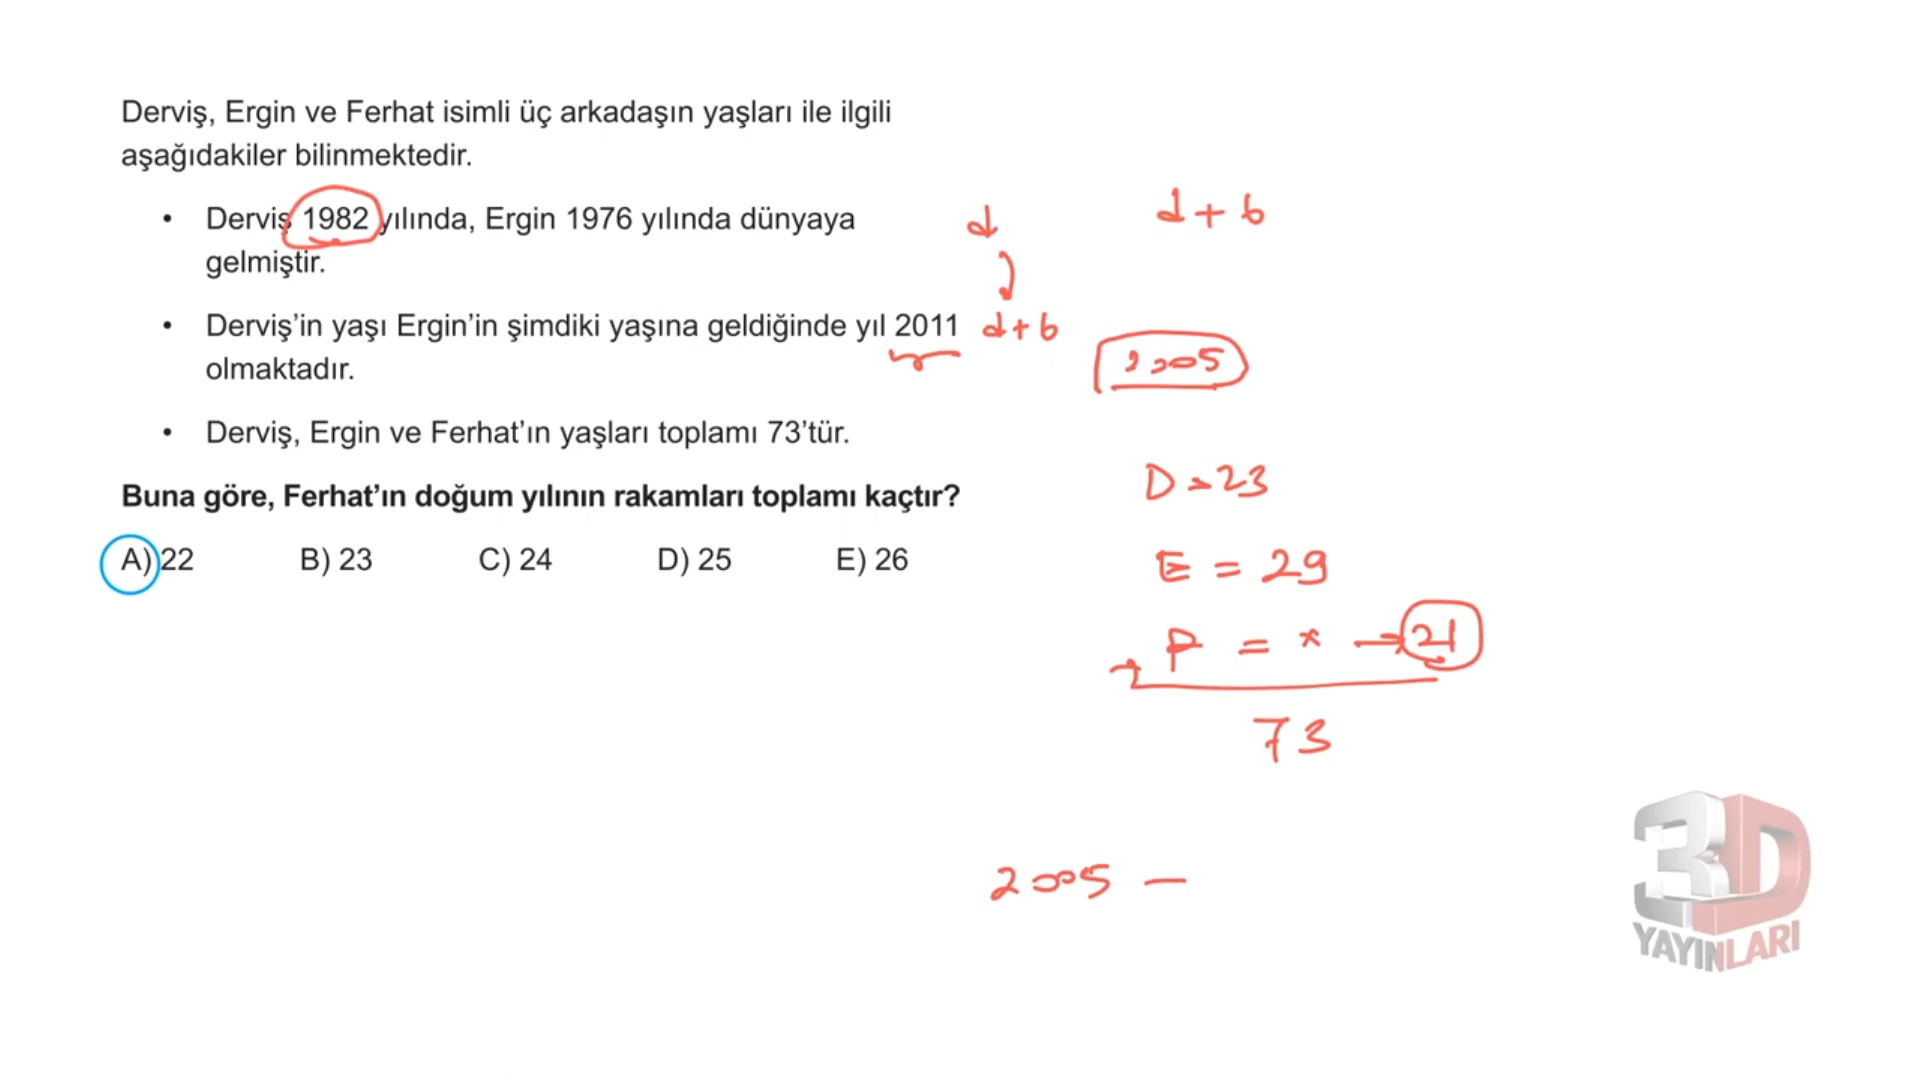 Derviş, Ergin ve Ferhat isimli üç arkadaşın yaşları ile ilgili
aşağıdakiler bilinmektedir.
• Derviş 1982 yılında, Ergin 1976 yılında dünyaya
gelmiştir.
• Derviş'in yaşı Ergin'in şimdiki yaşına geldiğinde yıl 2011
olmaktadır.
• Derviş, Ergin ve Ferhat'ın yaşları toplamı 73'tür.
Buna göre, Ferhat'ın doğum yılının rakamları toplamı kaçtır?
A) 22 B) 23 C) 24 D) 25 E) 26
d d+6
d+6
2005
D = 23
E = 29
F = x → 21
+
73
2005 —
3D
YAYINLARI